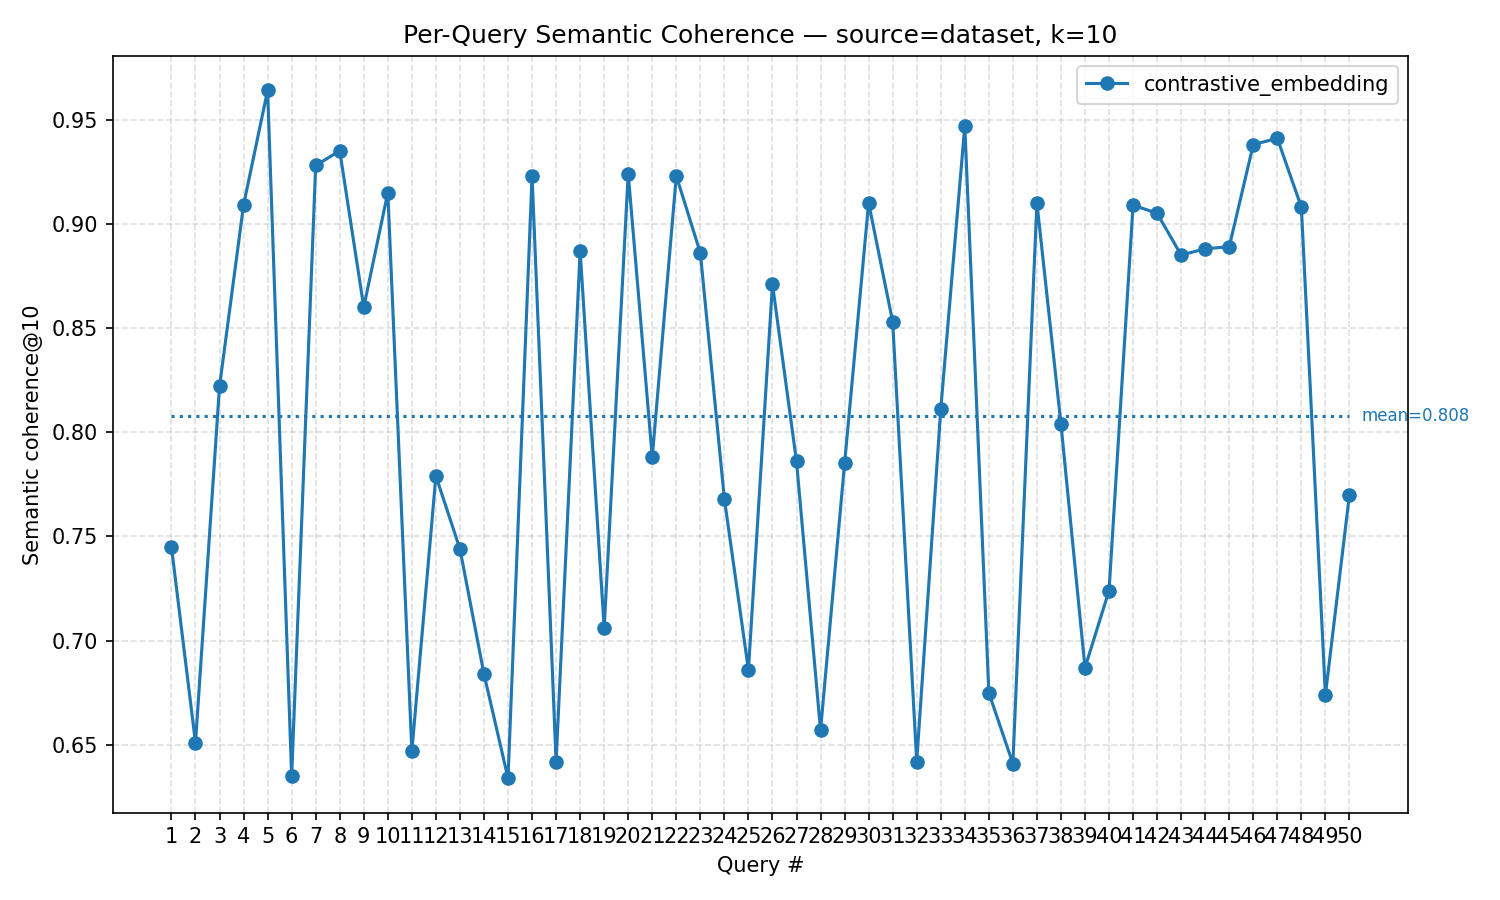 Per-Query Semantic Coherence — source=dataset, k=10
contrastive_embedding
Semantic coherence@10
0.95
0.90
0.85
0.80
0.75
0.70
0.65
mean=0.808
1 2 3 4 5 6 7 8 9 10 11 12 13 14 15 16 17 18 19 20 21 22 23 24 25 26 27 28 29 30 31 32 33 34 35 36 37 38 39 40 41 42 43 44 45 46 47 48 49 50
Query #